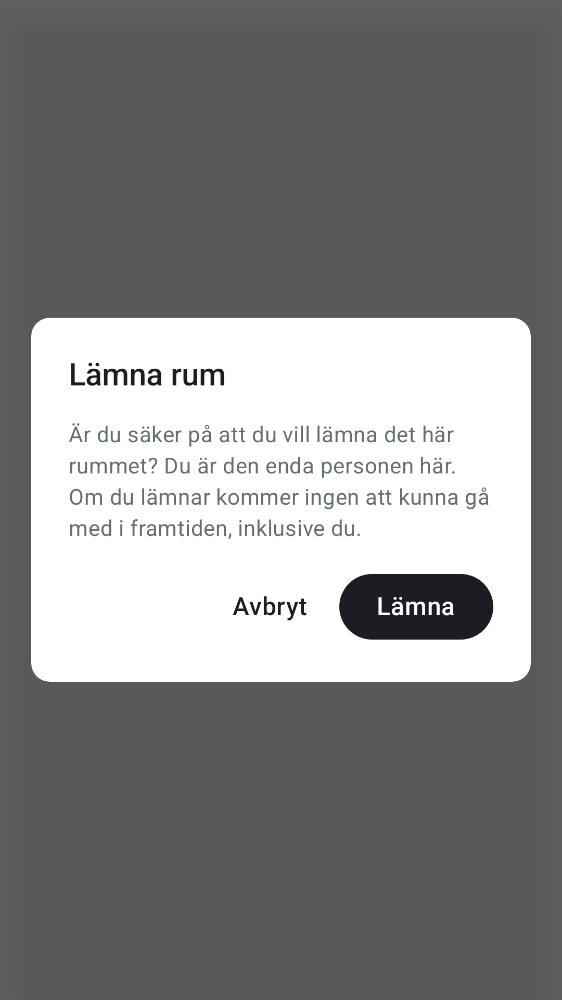 Lämna rum
Är du säker på att du vill lämna det här
rummet? Du är den enda personen här.
Om du lämnar kommer ingen att kunna gå
med i framtiden, inklusive du.
Avbryt
Lämna